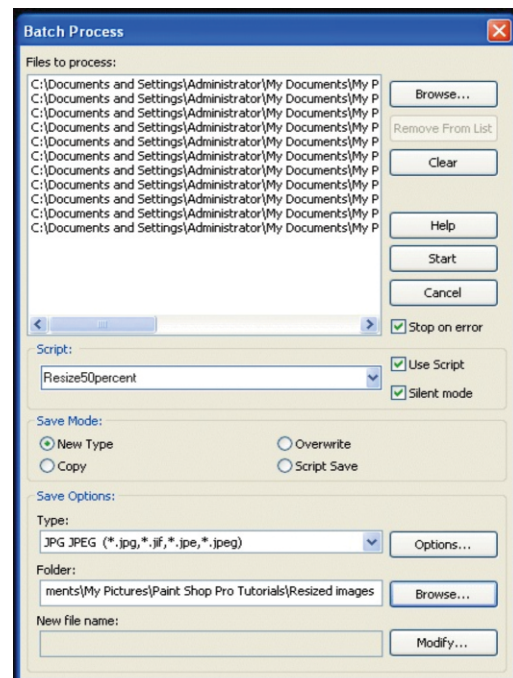 Batch Process
Files to process:
C:\Documents and Settings\Administrator\My Documents\My P
C:\Documents and Settings\Administrator\My Documents\My P
C:\Documents and Settings\Administrator\My Documents\My P
C:\Documents and Settings\Administrator\My Documents\My P
C:\Documents and Settings\Administrator\My Documents\My P
C:\Documents and Settings\Administrator\My Documents\My P
C:\Documents and Settings\Administrator\My Documents\My P
C:\Documents and Settings\Administrator\My Documents\My P
C:\Documents and Settings\Administrator\My Documents\My P
C:\Documents and Settings\Administrator\My Documents\My P
C:\Documents and Settings\Administrator\My Documents\My P
Browse...
Remove From List
Clear
Help
Start
Cancel
Stop on error
Script:
Resize50percent
Use Script
Silent mode
Save Mode:
New Type
Overwrite
Copy
Script Save
Save Options:
Type:
JPG JPEG (*.jpg,*.jif,*.jpe,*.jpeg)
Options...
Folder:
ments\My Pictures\Paint Shop Pro Tutorials\Resized images
Browse...
New file name:
Modify...